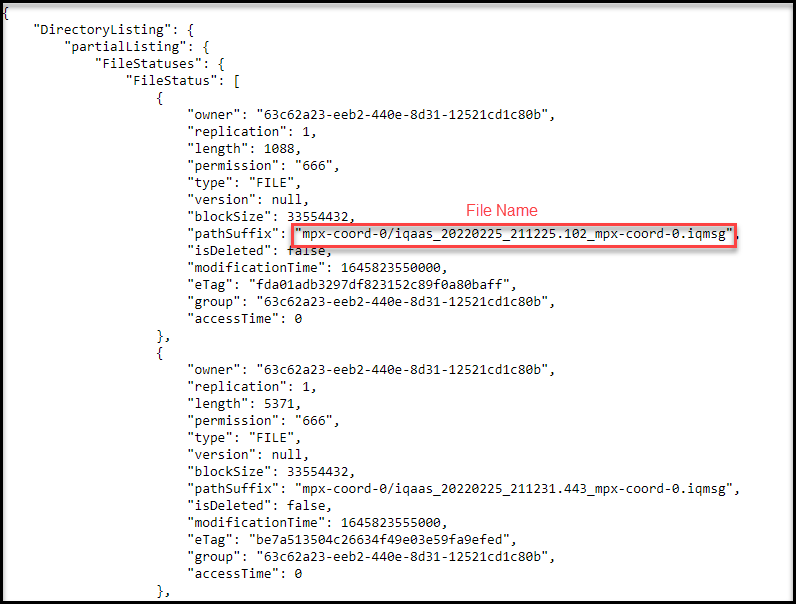 {
"DirectoryListing": {
"partialListing": {
"FileStatuses": {
"FileStatus": [
{
"owner": "63c62a23-eeb2-440e-8d31-12521cd1c80b",
"replication": 1,
"length": 1088,
"permission": "666",
"type": "FILE",
"version": null,
"blockSize": 33554432,
File Name
"pathSuffix": "mpx-coord-0/iqaas_20220225_211225.102_mpx-coord-0.iqmsg",
"isDeleted": false,
"modificationTime": 1645823550000,
"eTag": "fda01adb3297df823152c89f0a80baff",
"group": "63c62a23-eeb2-440e-8d31-12521cd1c80b",
"accessTime": 0
},
{
"owner": "63c62a23-eeb2-440e-8d31-12521cd1c80b",
"replication": 1,
"length": 5371,
"permission": "666",
"type": "FILE",
"version": null,
"blockSize": 33554432,
"pathSuffix": "mpx-coord-0/iqaas_20220225_211231.443_mpx-coord-0.iqmsg",
"isDeleted": false,
"modificationTime": 1645823555000,
"eTag": "be7a513504c26634f49e03e59fa9efed",
"group": "63c62a23-eeb2-440e-8d31-12521cd1c80b",
"accessTime": 0
},